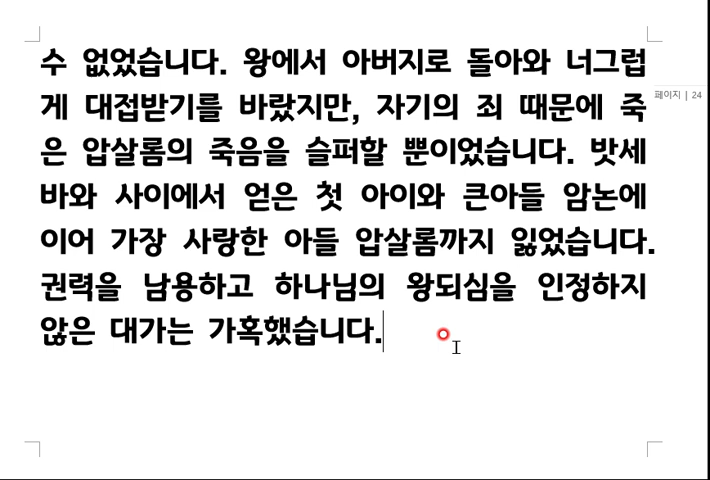 수 없었습니다. 왕에서 아버지로 돌아와 너그럽
게 대접받기를 바랐지만, 자기의 죄 때문에 죽
은 압살롬의 죽음을 슬퍼할 뿐이었습니다. 밧세
바와 사이에서 얻은 첫 아이와 큰아들 암논에
이어 가장 사랑한 아들 압살롬까지 잃었습니다.
권력을 남용하고 하나님의 왕되심을 인정하지
않은 대가는 가혹했습니다.
페이지 | 24